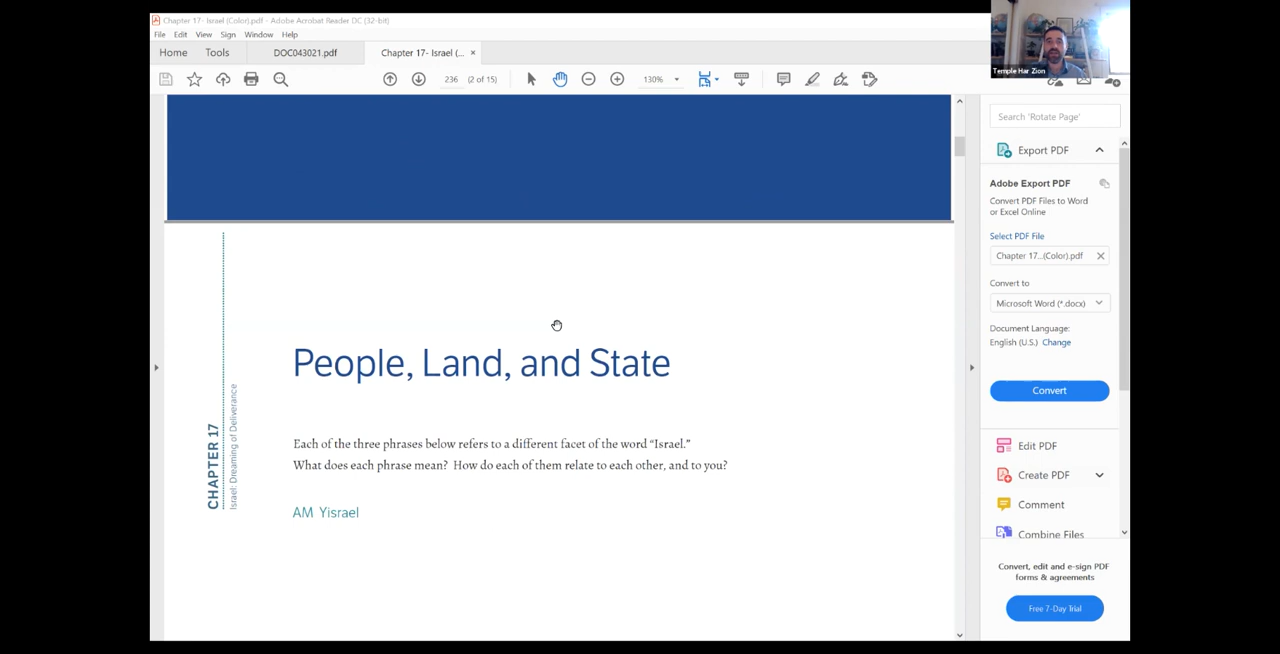 Chapter 17- Israel (Color).pdf - Adobe Acrobat Reader DC (32-bit)
File Edit View Sign Window Help
Home Tools DOC043021.pdf Chapter 17- Israel (... ×
236 (2 of 15) 130%
Temple Har Zion
Search 'Rotate Page'
Export PDF
Adobe Export PDF
Convert PDF Files to Word
or Excel Online
Select PDF File
Chapter 17...(Color).pdf
Convert to
Microsoft Word (*.docx)
Document Language:
English (U.S.) Change
Convert
Edit PDF
Create PDF
Comment
Combine Files
Convert, edit and e-sign PDF
forms & agreements
Free 7-Day Trial
CHAPTER 17
Israel: Dreaming of Deliverance
People, Land, and State
Each of the three phrases below refers to a different facet of the word “Israel.”
What does each phrase mean? How do each of them relate to each other, and to you?
AM Yisrael